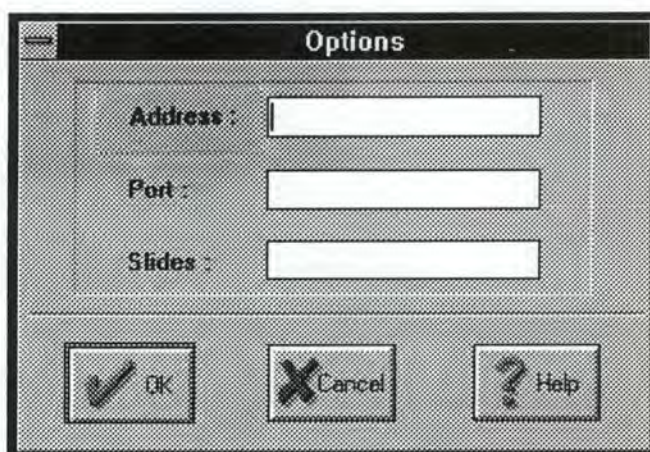 Options
Address :
Port :
Slides :
OK
Cancel
Help